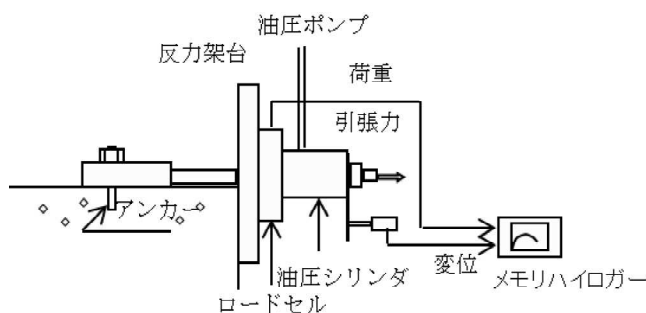 油圧ポンプ
反力架台
荷重
引張力
アンカー
油圧シリンダ
変位
メモリハイロガー
ロードセル